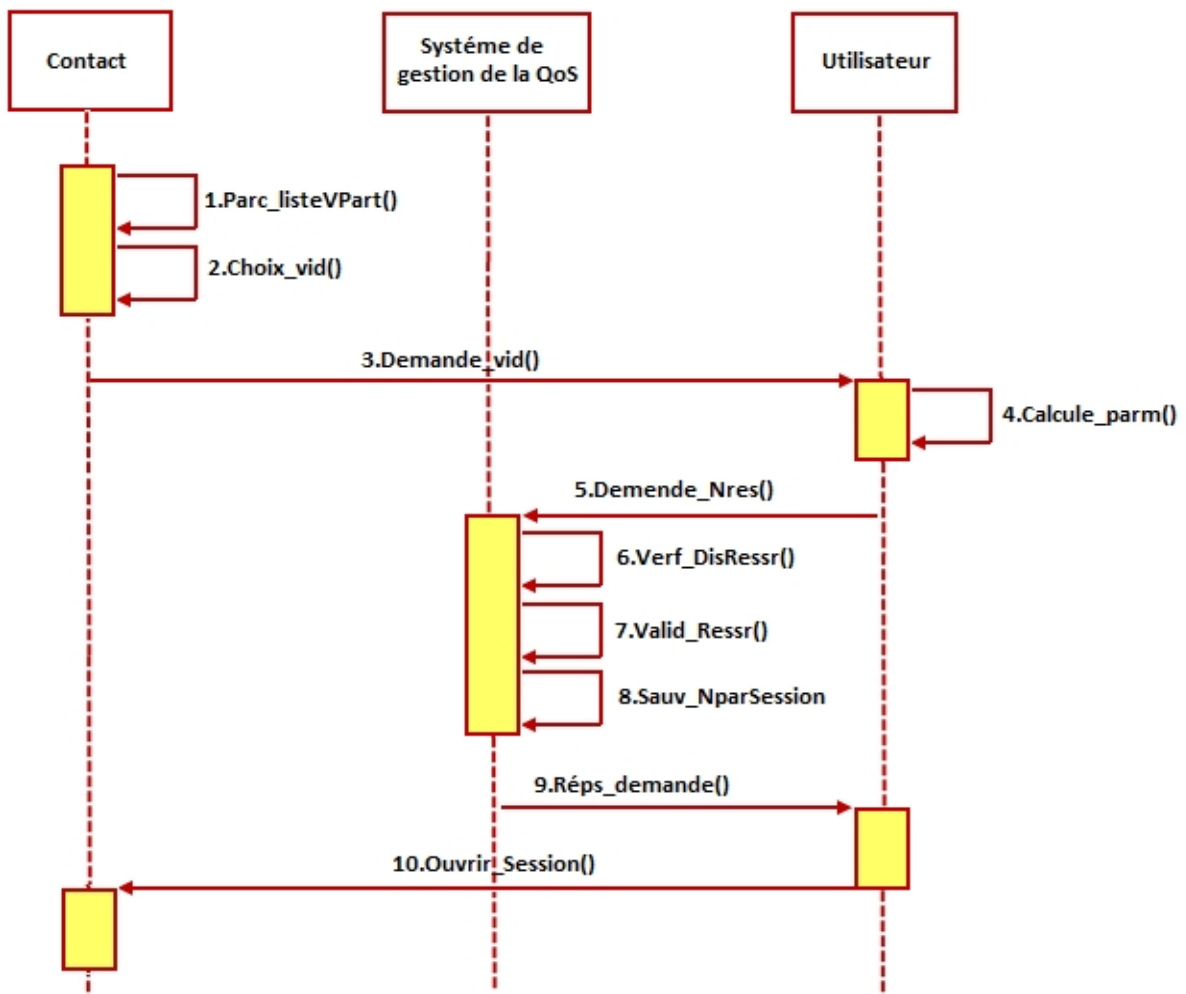 Contact
Systéme de
gestion de la QoS
Utilisateur
1.Parc_listeVPart()
2.Choix_vid()
3.Demande_vid()
4.Calcule_parm()
5.Demende_Nres()
6.Verf_DisRessr()
7.Valid_Ressr()
8.Sauv_NparSession
9.Réps_demande()
10.Ouvrir_Session()